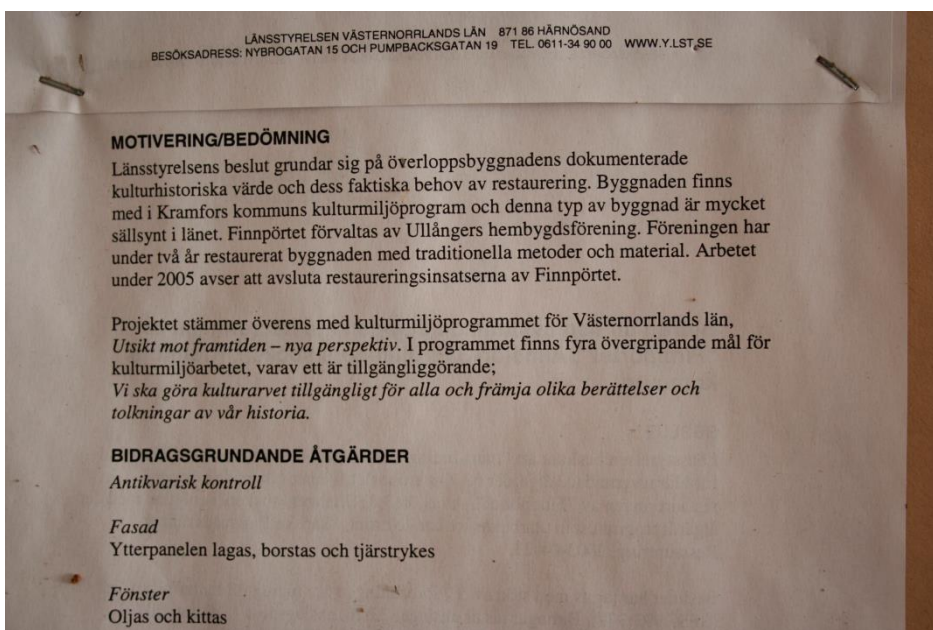 LÄNSSTYRELSEN VÄSTERNORRLANDS LÄN 871 86 HÄRNÖSAND
BESÖKSADRESS: NYBROGATAN 15 OCH PUMPBACKSGATAN 19 TEL. 0611-34 90 00 WWW.Y.LST.SE
MOTIVERING/BEDÖMNING
Länsstyrelsens beslut grundar sig på överloppsbyggnadens dokumenterade
kulturhistoriska värde och dess faktiska behov av restaurering. Byggnaden finns
med i Kramfors kommuns kulturmiljöprogram och denna typ av byggnad är mycket
sällsynt i länet. Finnpörtet förvaltas av Ullångers hembygdsförening. Föreningen har
under två år restaurerat byggnaden med traditionella metoder och material. Arbetet
under 2005 avser att avsluta restaureringsinsatserna av Finnpörtet.
Projektet stämmer överens med kulturmiljöprogrammet för Västernorrlands län,
Utsikt mot framtiden – nya perspektiv. I programmet finns fyra övergripande mål för
kulturmiljöarbetet, varav ett är tillgängliggörande;
Vi ska göra kulturarvet tillgängligt för alla och främja olika berättelser och
tolkningar av vår historia.
BIDRAGSGRUNDANDE ÅTGÄRDER
Antikvarisk kontroll
Fasad
Ytterpanelen lagas, borstas och tjärstrykes
Fönster
Oljas och kittas